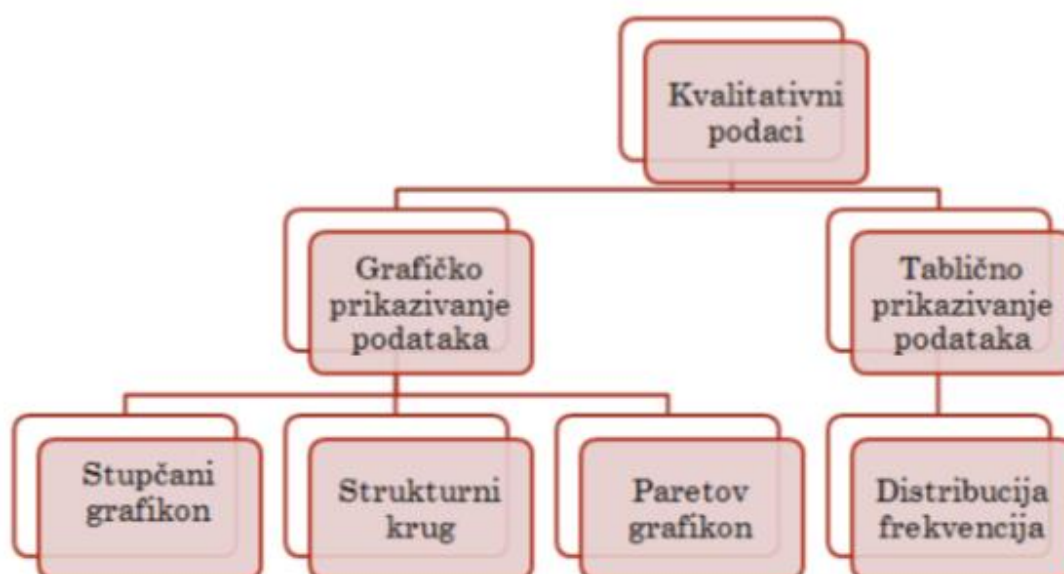 Kvalitativni
podaci
Grafičko
prikazivanje
podataka
Tablično
prikazivanje
podataka
Stupčani
grafikon
Strukturni
krug
Paretov
grafikon
Distribucija
frekvencija